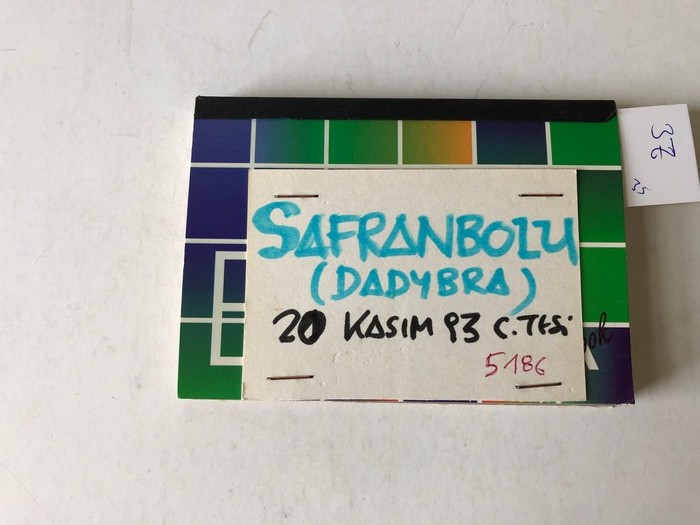 SAFRANBOLU
(DADYBRA)
20 KASIM 93 C.TESİ
5186
37